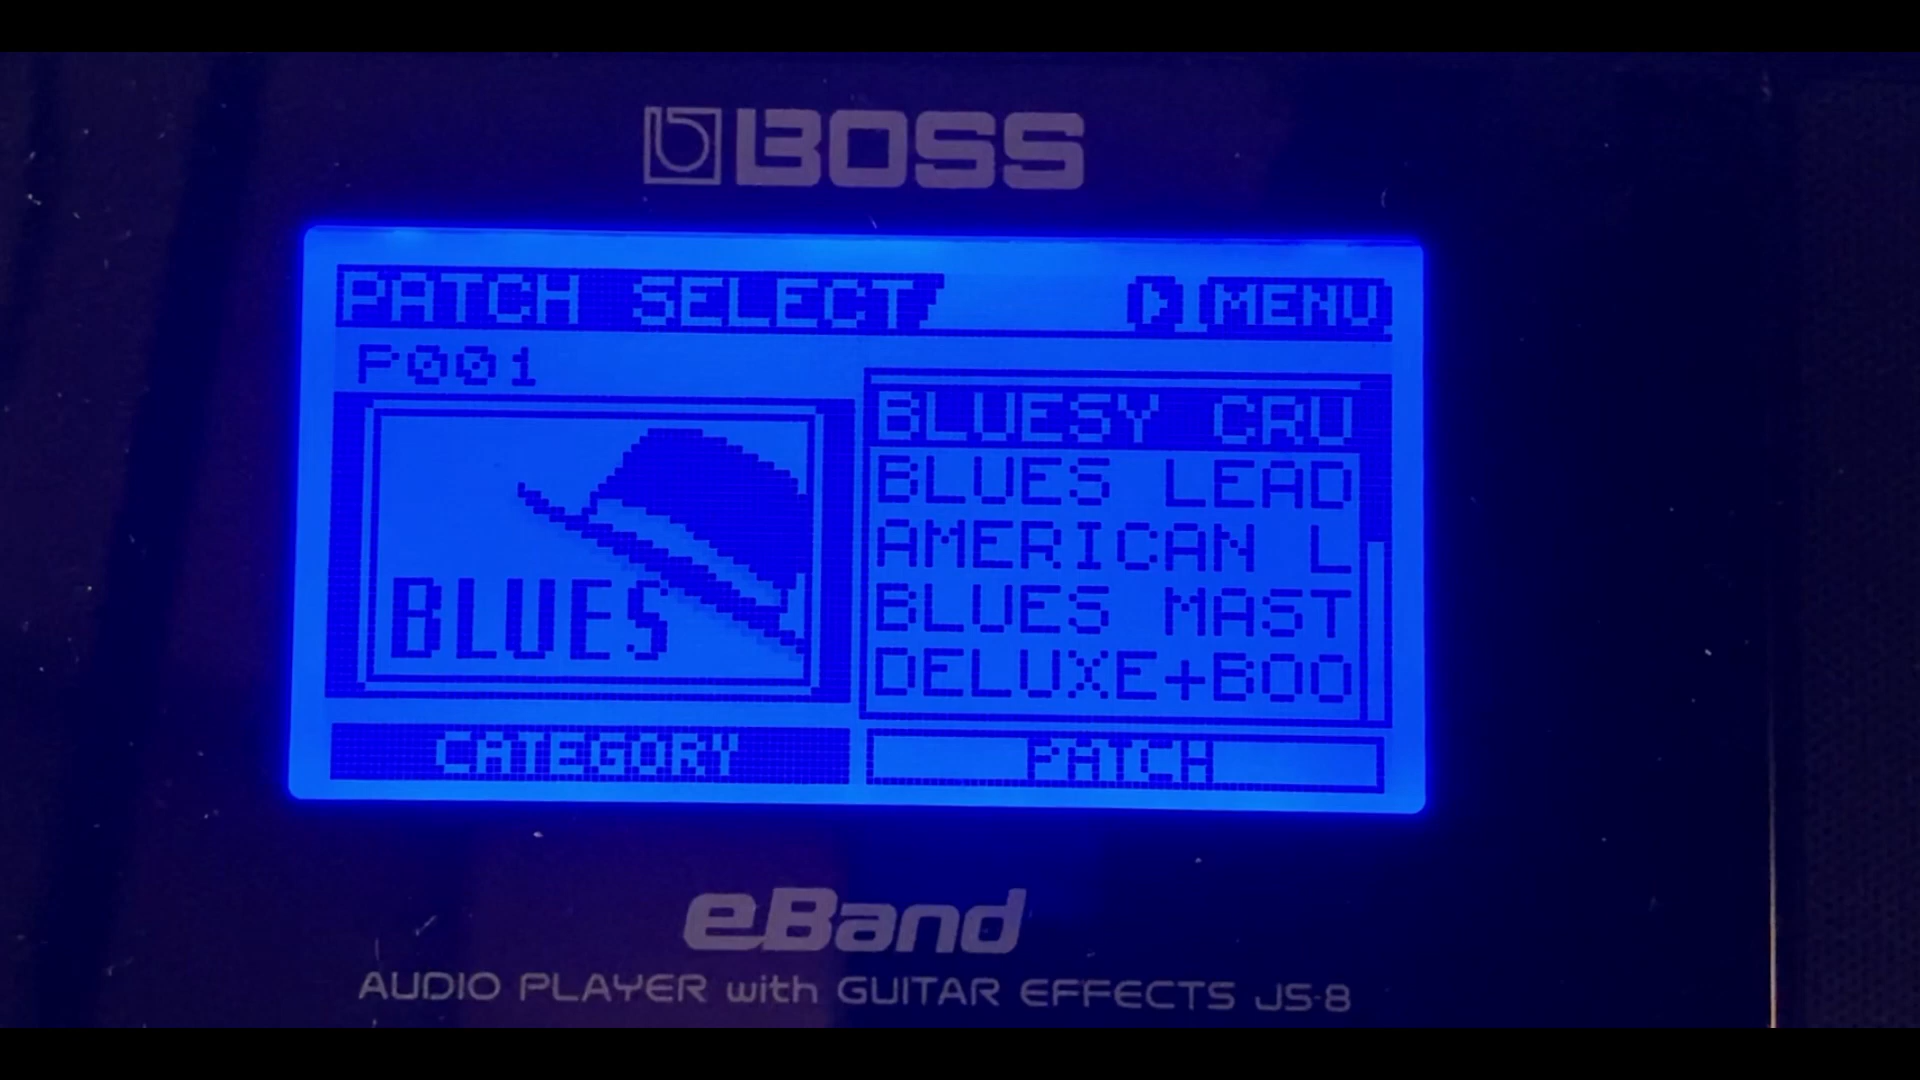 BOSS
PATCH SELECT MENU
P001
BLUESY CRU
BLUES LEAD
AMERICAN L
BLUES MAST
DELUXE+BOO
BLUES
CATEGORY PATCH
eBand
AUDIO PLAYER with GUITAR EFFECTS JS-8